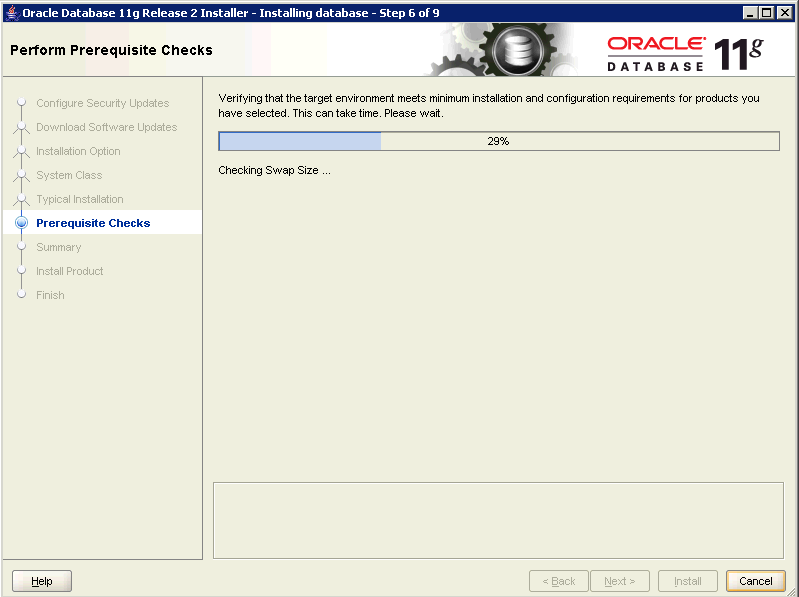 Oracle Database 11g Release 2 Installer - Installing database - Step 6 of 9
Perform Prerequisite Checks
ORACLE®
DATABASE 11g
Configure Security Updates
Download Software Updates
Installation Option
System Class
Typical Installation
Prerequisite Checks
Summary
Install Product
Finish
Verifying that the target environment meets minimum installation and configuration requirements for products you
have selected. This can take time. Please wait.
29%
Checking Swap Size ...
Help
< Back
Next >
Install
Cancel